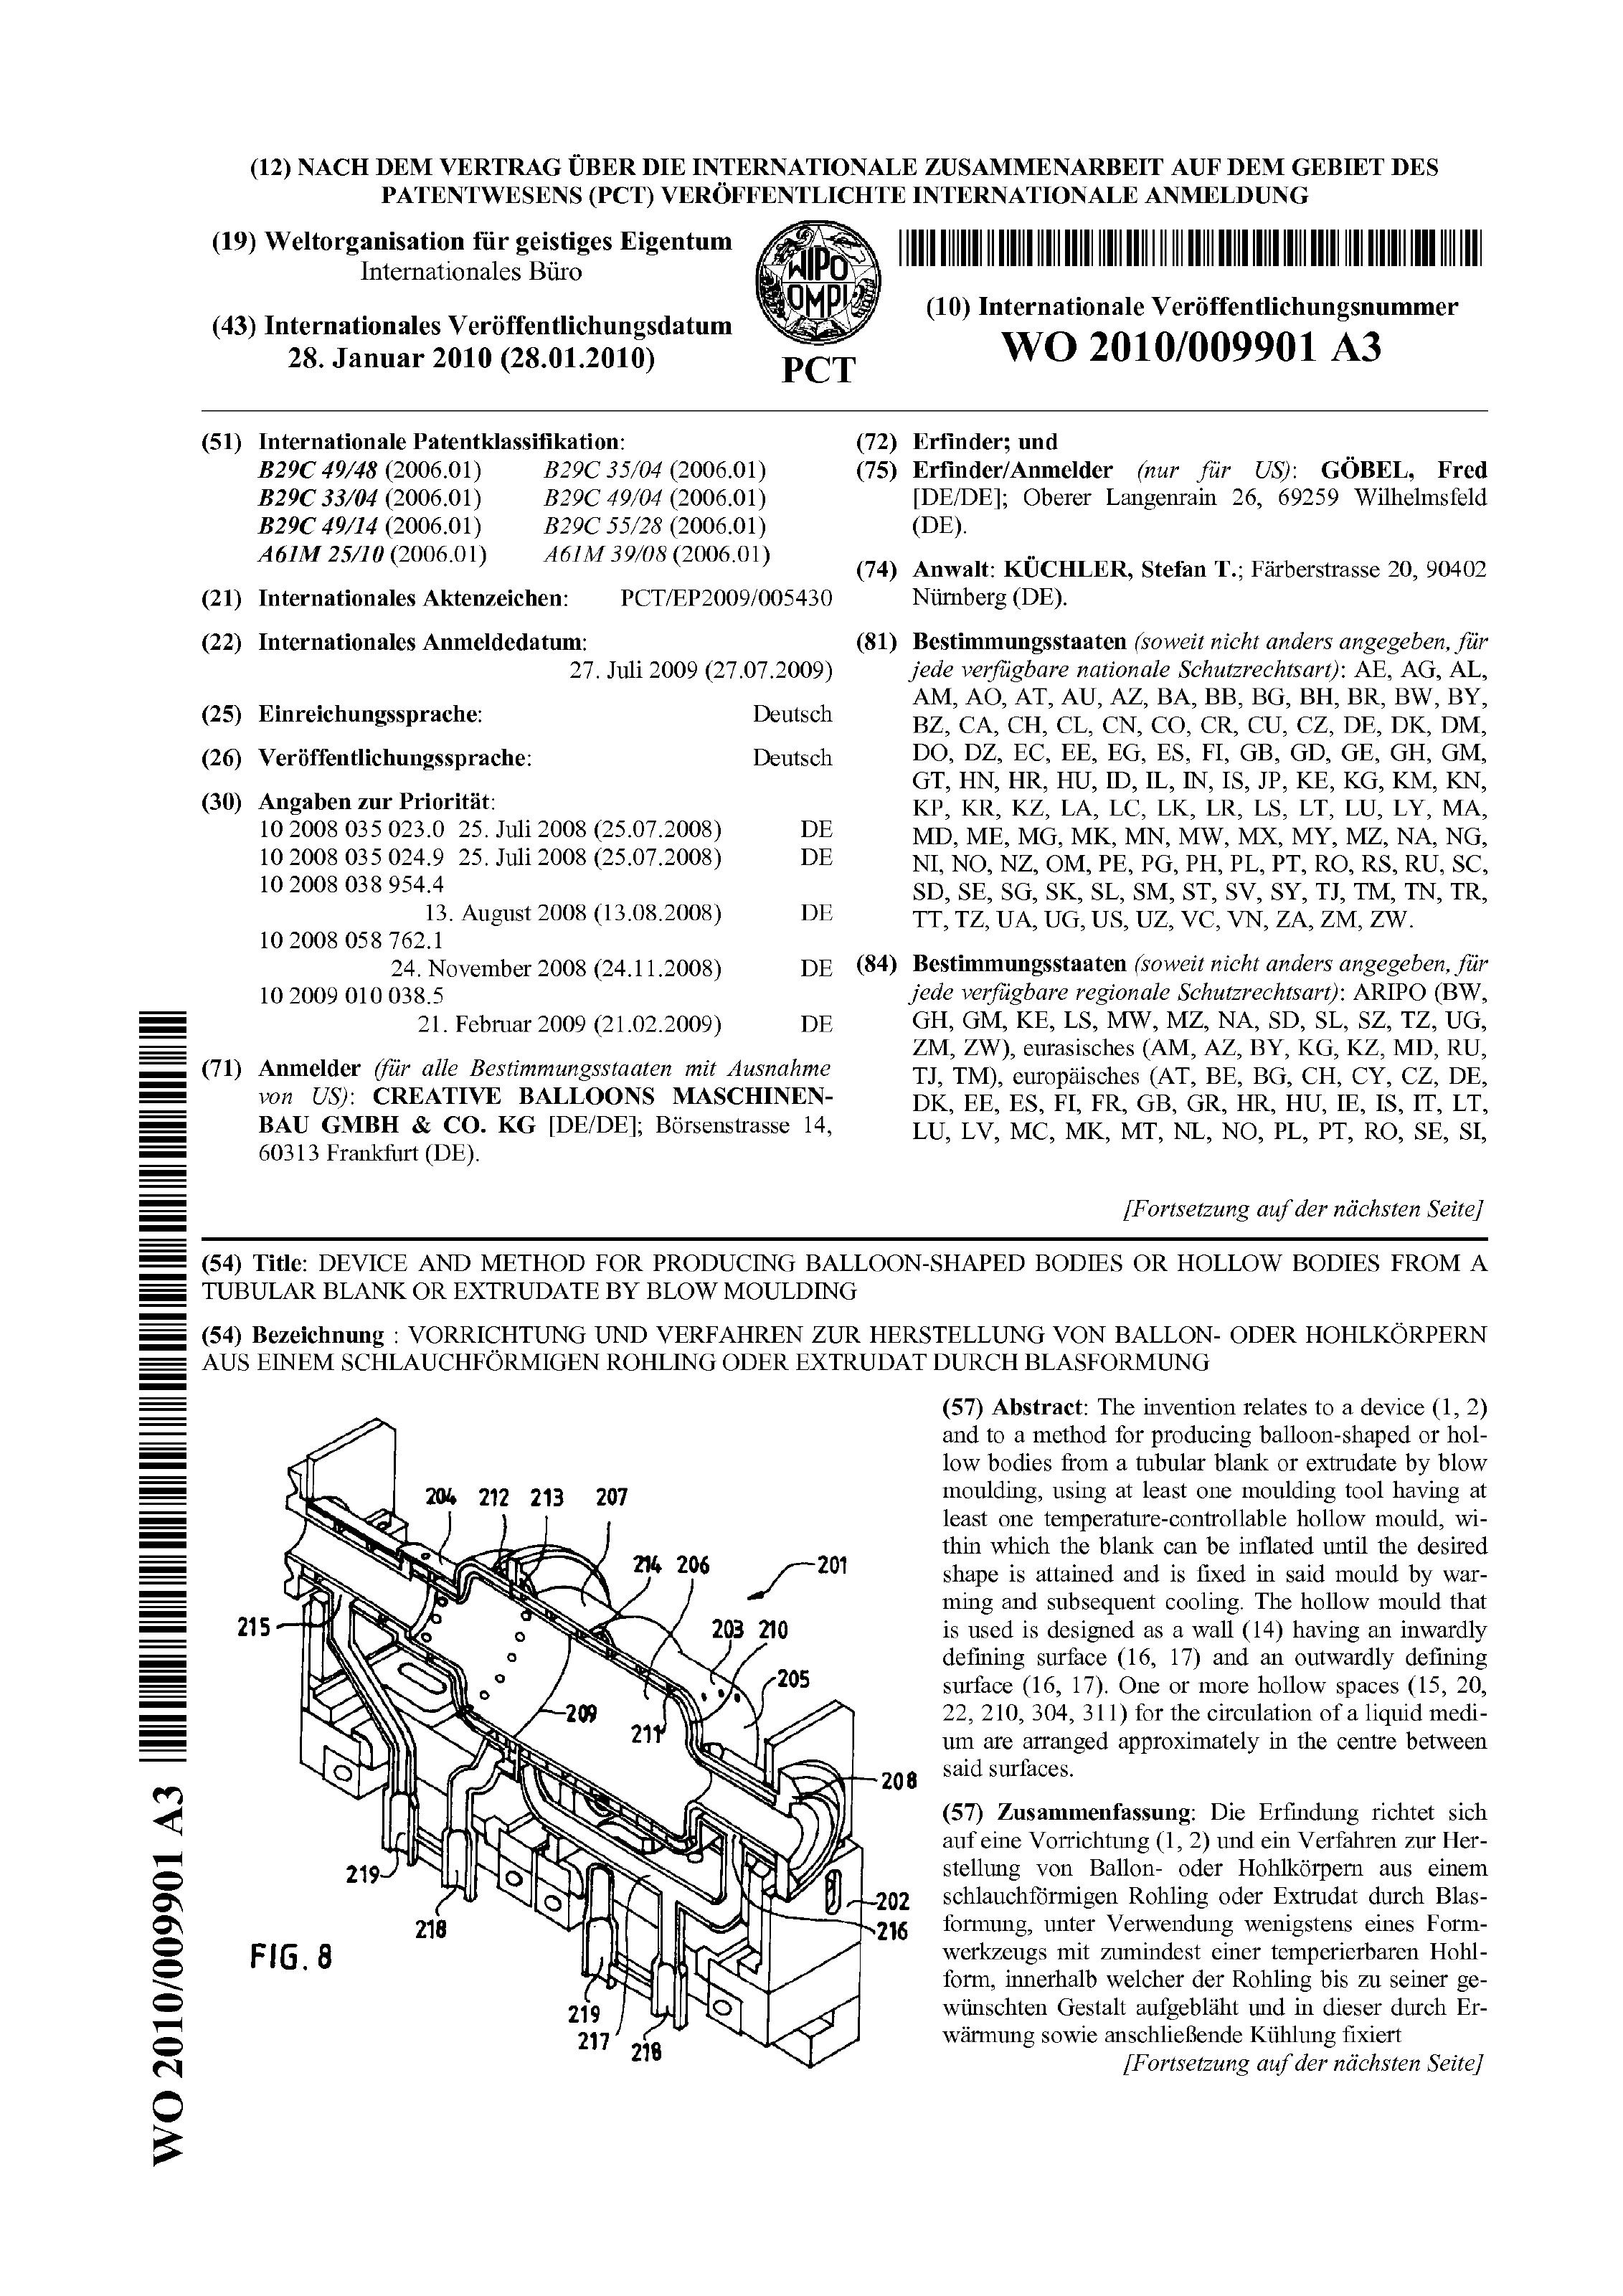 (12) NACH DEM VERTRAG ÜBER DIE INTERNATIONALE ZUSAMMENARBEIT AUF DEM GEBIET DES
PATENTWESENS (PCT) VERÖFFENTLICHTE INTERNATIONALE ANMELDUNG
(19) Weltorganisation für geistiges Eigentum
Internationales Büro
(43) Internationales Veröffentlichungsdatum
28. Januar 2010 (28.01.2010)
WIPO
OMPI
PCT
(10) Internationale Veröffentlichungsnummer
WO 2010/009901 A3
(51) Internationale Patentklassifikation:
B29C 49/48 (2006.01) B29C 35/04 (2006.01)
B29C 33/04 (2006.01) B29C 49/04 (2006.01)
B29C 49/14 (2006.01) B29C 55/28 (2006.01)
A61M 25/10 (2006.01) A61M 39/08 (2006.01)
(21) Internationales Aktenzeichen: PCT/EP2009/005430
(22) Internationales Anmeldedatum:
27. Juli 2009 (27.07.2009)
(25) Einreichungssprache: Deutsch
(26) Veröffentlichungssprache: Deutsch
(30) Angaben zur Priorität:
10 2008 035 023.0 25. Juli 2008 (25.07.2008) DE
10 2008 035 024.9 25. Juli 2008 (25.07.2008) DE
10 2008 038 954.4
13. August 2008 (13.08.2008) DE
10 2008 058 762.1
24. November 2008 (24.11.2008) DE
10 2009 010 038.5
21. Februar 2009 (21.02.2009) DE
(71) Anmelder (für alle Bestimmungsstaaten mit Ausnahme
von US): CREATIVE BALLOONS MASCHINEN-
BAU GMBH & CO. KG [DE/DE]; Börsenstrasse 14,
60313 Frankfurt (DE).
(72) Erfinder; und
(75) Erfinder/Anmelder (nur für US): GÖBEL, Fred
[DE/DE]; Oberer Langenrain 26, 69259 Wilhelmsfeld
(DE).
(74) Anwalt: KÜCHLER, Stefan T.; Färberstrasse 20, 90402
Nürnberg (DE).
(81) Bestimmungsstaaten (soweit nicht anders angegeben, für
jede verfügbare nationale Schutzrechtsart): AE, AG, AL,
AM, AO, AT, AU, AZ, BA, BB, BG, BH, BR, BW, BY,
BZ, CA, CH, CL, CN, CO, CR, CU, CZ, DE, DK, DM,
DO, DZ, EC, EE, EG, ES, FI, GB, GD, GE, GH, GM,
GT, HN, HR, HU, ID, IL, IN, IS, JP, KE, KG, KM, KN,
KP, KR, KZ, LA, LC, LK, LR, LS, LT, LU, LY, MA,
MD, ME, MG, MK, MN, MW, MX, MY, MZ, NA, NG,
NI, NO, NZ, OM, PE, PG, PH, PL, PT, RO, RS, RU, SC,
SD, SE, SG, SK, SL, SM, ST, SV, SY, TJ, TM, TN, TR,
TT, TZ, UA, UG, US, UZ, VC, VN, ZA, ZM, ZW.
(84) Bestimmungsstaaten (soweit nicht anders angegeben, für
jede verfügbare regionale Schutzrechtsart): ARIPO (BW,
GH, GM, KE, LS, MW, MZ, NA, SD, SL, SZ, TZ, UG,
ZM, ZW), eurasisches (AM, AZ, BY, KG, KZ, MD, RU,
TJ, TM), europäisches (AT, BE, BG, CH, CY, CZ, DE,
DK, EE, ES, FI, FR, GB, GR, HR, HU, IE, IS, IT, LT,
LU, LV, MC, MK, MT, NL, NO, PL, PT, RO, SE, SI,
[Fortsetzung auf der nächsten Seite]
(54) Title: DEVICE AND METHOD FOR PRODUCING BALLOON-SHAPED BODIES OR HOLLOW BODIES FROM A
TUBULAR BLANK OR EXTRUDATE BY BLOW MOULDING
(54) Bezeichnung : VORRICHTUNG UND VERFAHREN ZUR HERSTELLUNG VON BALLON- ODER HOHLKÖRPERN
AUS EINEM SCHLAUCHFÖRMIGEN ROHLING ODER EXTRUDAT DURCH BLASFORMUNG
204 212 213 207
214 206 201
215 203 210
205
209
211
208
219
202
218 216
FIG. 8
219
217 218
(57) Abstract: The invention relates to a device (1, 2)
and to a method for producing balloon-shaped or hol-
low bodies from a tubular blank or extrudate by blow
moulding, using at least one moulding tool having at
least one temperature-controllable hollow mould, wi-
thin which the blank can be inflated until the desired
shape is attained and is fixed in said mould by war-
ming and subsequent cooling. The hollow mould that
is used is designed as a wall (14) having an inwardly
defining surface (16, 17) and an outwardly defining
surface (16, 17). One or more hollow spaces (15, 20,
22, 210, 304, 311) for the circulation of a liquid medi-
um are arranged approximately in the centre between
said surfaces.
(57) Zusammenfassung: Die Erfindung richtet sich
auf eine Vorrichtung (1, 2) und ein Verfahren zur Her-
stellung von Ballon- oder Hohlkörpern aus einem
schlauchförmigen Rohling oder Extrudat durch Blas-
formung, unter Verwendung wenigstens eines Form-
werkzeugs mit zumindest einer temperierbaren Hohl-
form, innerhalb welcher der Rohling bis zu seiner ge-
wünschten Gestalt aufgebläht und in dieser durch Er-
wärmung sowie anschließende Kühlung fixiert
[Fortsetzung auf der nächsten Seite]
WO 2010/009901 A3